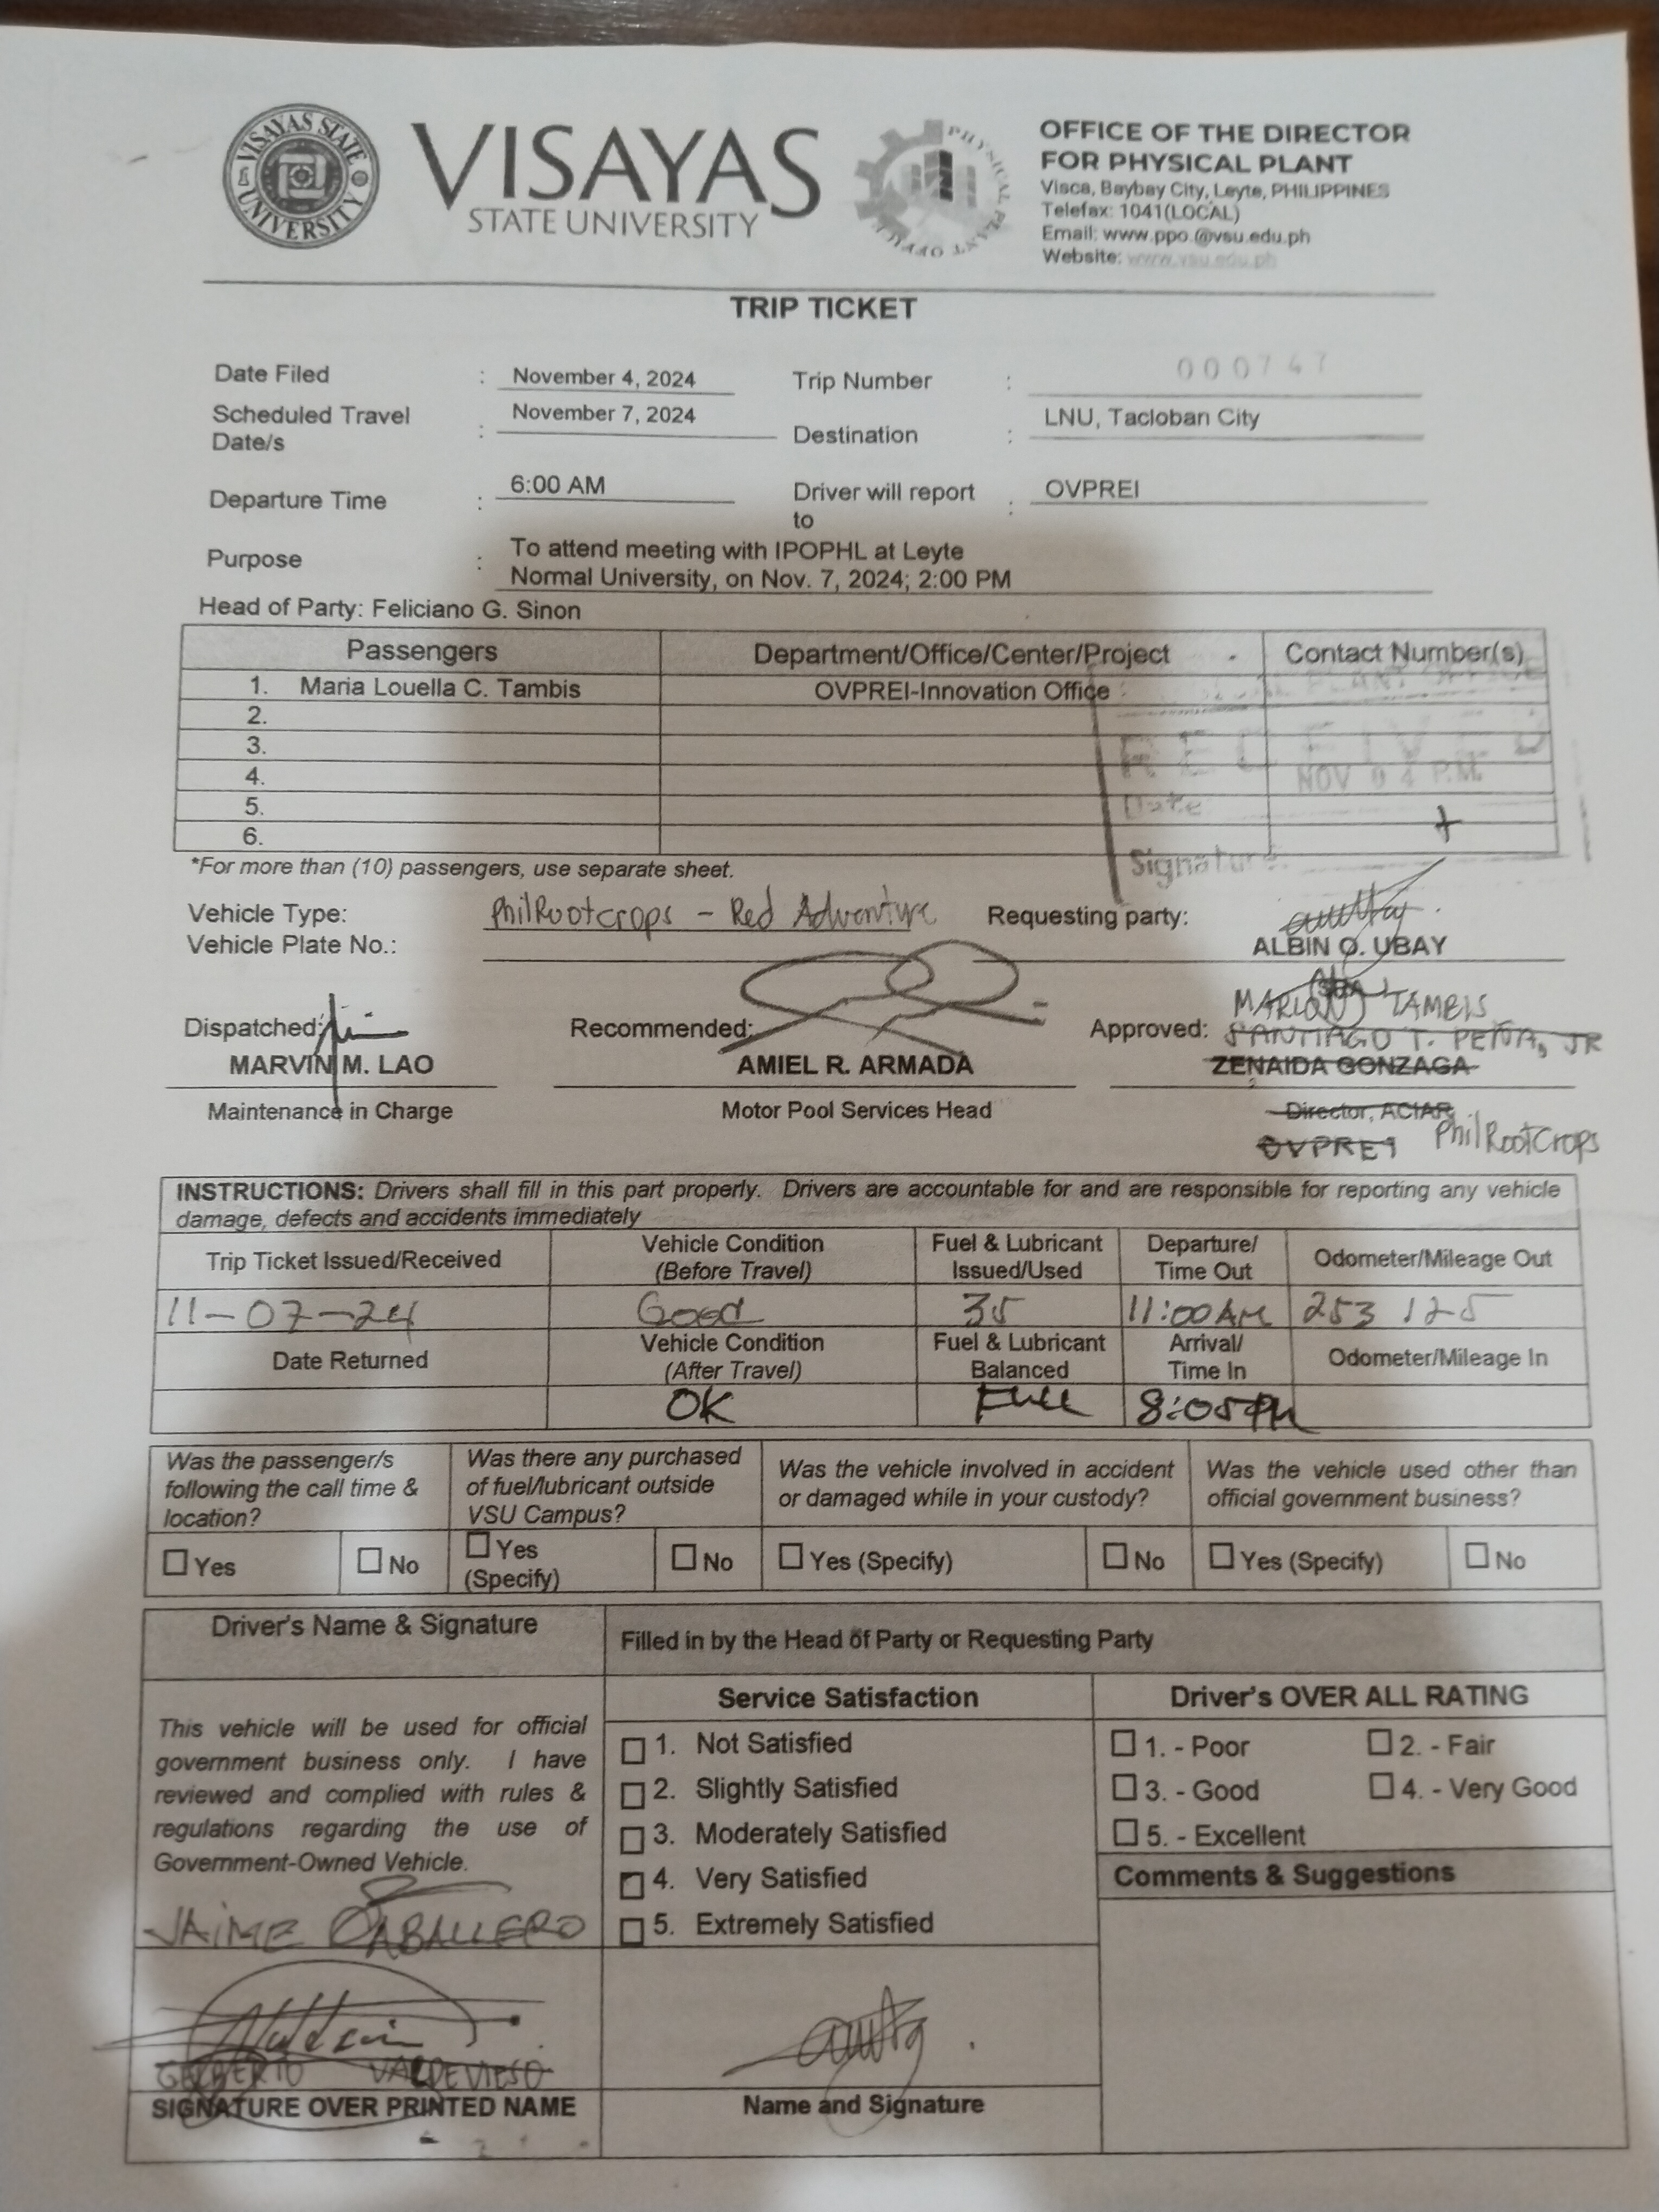 VISAYAS STATE UNIVERSITY
VISAYAS
STATE UNIVERSITY
PHYSICAL PLANT OFFICE
OFFICE OF THE DIRECTOR
FOR PHYSICAL PLANT
Visca, Baybay City, Leyte, PHILIPPINES
Telefax: 1041(LOCAL)
Email: www.ppo.@vsu.edu.ph
Website: www.vsu.edu.ph
TRIP TICKET
Date Filed : November 4, 2024 Trip Number : 000747
Scheduled Travel Date/s : November 7, 2024 Destination : LNU, Tacloban City
Departure Time : 6:00 AM Driver will report to : OVPREI
Purpose : To attend meeting with IPOPHL at Leyte
Normal University, on Nov. 7, 2024; 2:00 PM
Head of Party: Feliciano G. Sinon
Passengers Department/Office/Center/Project Contact Number(s)
1. Maria Louella C. Tambis OVPREI-Innovation Office
2.
3.
4.
5.
6.
PLANT OFFICE
RECEIVED
NOV 04 P.M.
Date
Signature:
*For more than (10) passengers, use separate sheet.
Vehicle Type: PhilRootcrops - Red Adventure Requesting party:
Vehicle Plate No.: ALBIN O. UBAY
MARLON TAMBIS
Dispatched: Recommended: Approved: SANTIAGO T. PEÑA, JR
MARVIN M. LAO AMIEL R. ARMADA ZENAIDA GONZAGA
Maintenance in Charge Motor Pool Services Head Director, ACIAR
OVPREI PhilRootCrops
INSTRUCTIONS: Drivers shall fill in this part properly. Drivers are accountable for and are responsible for reporting any vehicle
damage, defects and accidents immediately
Trip Ticket Issued/Received Vehicle Condition (Before Travel) Fuel & Lubricant Issued/Used Departure/ Time Out Odometer/Mileage Out
11-07-24 Good 35 11:00AM 253 125
Date Returned Vehicle Condition (After Travel) Fuel & Lubricant Balanced Arrival/ Time In Odometer/Mileage In
OK Full 8:05PM
Was the passenger/s
following the call time &
location?
Was there any purchased
of fuel/lubricant outside
VSU Campus?
Was the vehicle involved in accident
or damaged while in your custody?
Was the vehicle used other than
official government business?
Yes No Yes (Specify) No Yes (Specify) No Yes (Specify) No
Driver's Name & Signature Filled in by the Head of Party or Requesting Party
This vehicle will be used for official
government business only. I have
reviewed and complied with rules &
regulations regarding the use of
Government-Owned Vehicle.
JAIME CABALLERO
GILBERTO VALDEVIESO
SIGNATURE OVER PRINTED NAME
Service Satisfaction
1. Not Satisfied
2. Slightly Satisfied
3. Moderately Satisfied
4. Very Satisfied
5. Extremely Satisfied
Name and Signature
Driver's OVER ALL RATING
1. - Poor 2. - Fair
3. - Good 4. - Very Good
5. - Excellent
Comments & Suggestions